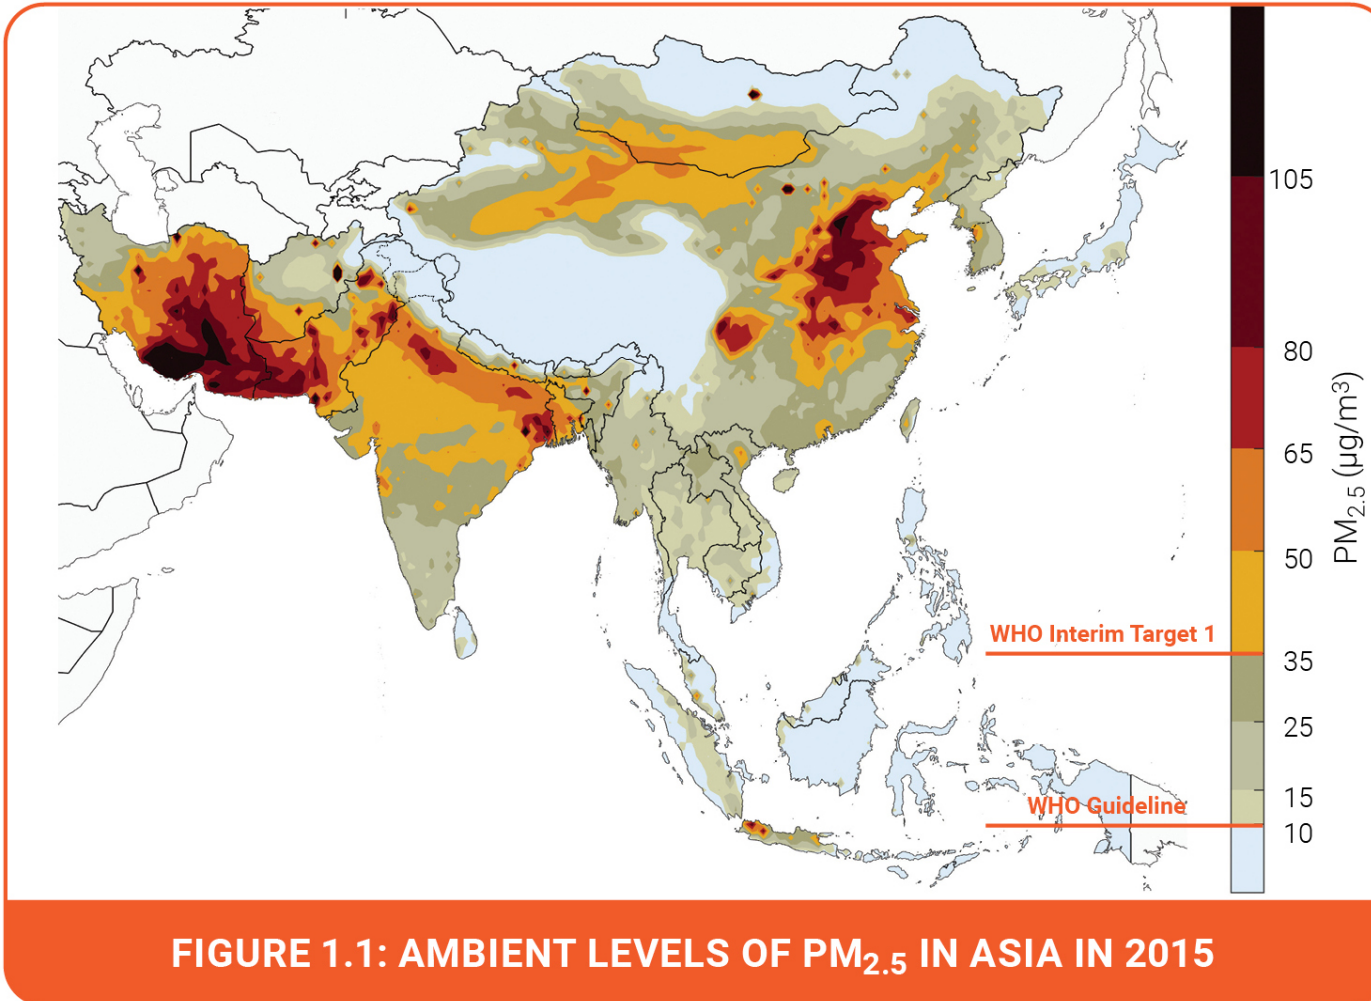 105
80
65
50
35
25
15
10
PM2.5 (µg/m³)
WHO Interim Target 1
WHO Guideline
FIGURE 1.1: AMBIENT LEVELS OF PM2.5 IN ASIA IN 2015